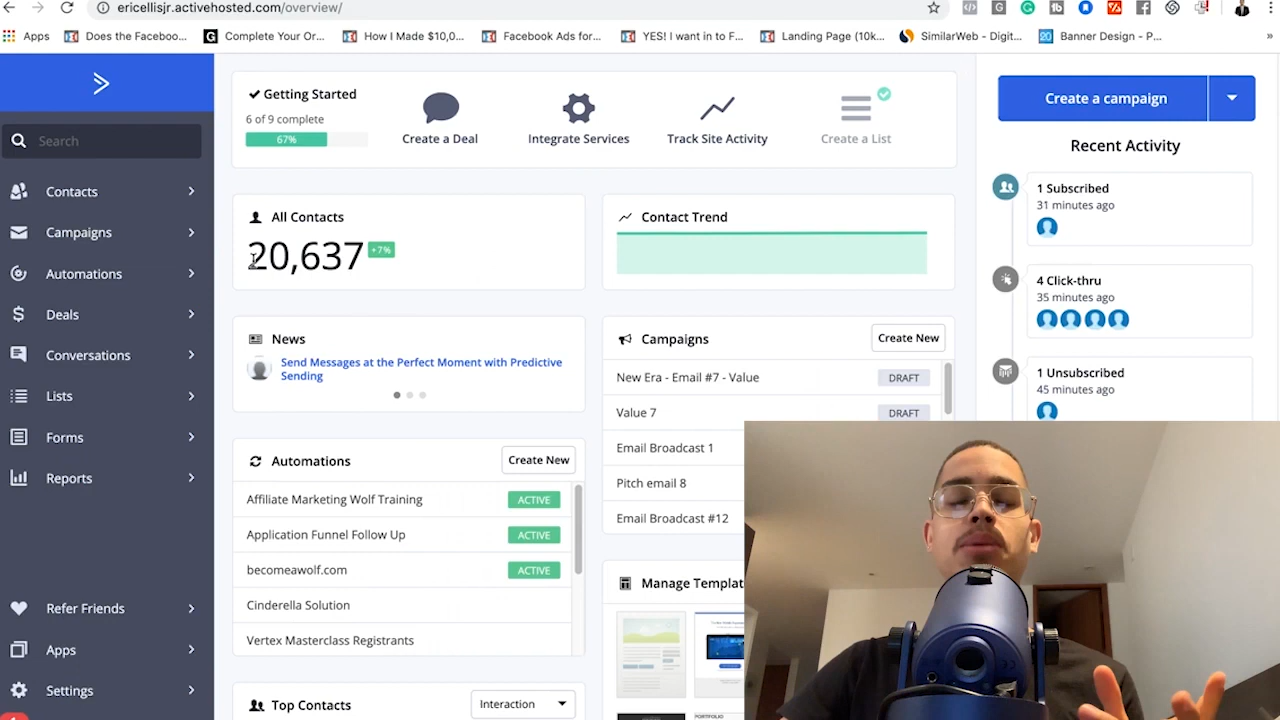 ericellisjr.activehosted.com/overview/
Apps
Does the Faceboo...
Complete Your Or...
How I Made $10,0...
Facebook Ads for...
YES! I want in to F...
Landing Page (10k...
SimilarWeb - Digit...
Banner Design - P...
Search
Contacts
Campaigns
Automations
Deals
Conversations
Lists
Forms
Reports
Refer Friends
Apps
Settings
Getting Started
6 of 9 complete
67%
Create a Deal
Integrate Services
Track Site Activity
Create a List
All Contacts
20,637 +7%
Contact Trend
News
Send Messages at the Perfect Moment with Predictive
Sending
Campaigns
Create New
New Era - Email #7 - Value DRAFT
Value 7 DRAFT
Email Broadcast 1
Pitch email 8
Email Broadcast #12
Automations
Create New
Affiliate Marketing Wolf Training ACTIVE
Application Funnel Follow Up ACTIVE
becomeawolf.com ACTIVE
Cinderella Solution
Vertex Masterclass Registrants
Manage Templa
Top Contacts
Interaction
Create a campaign
Recent Activity
1 Subscribed
31 minutes ago
4 Click-thru
35 minutes ago
1 Unsubscribed
45 minutes ago